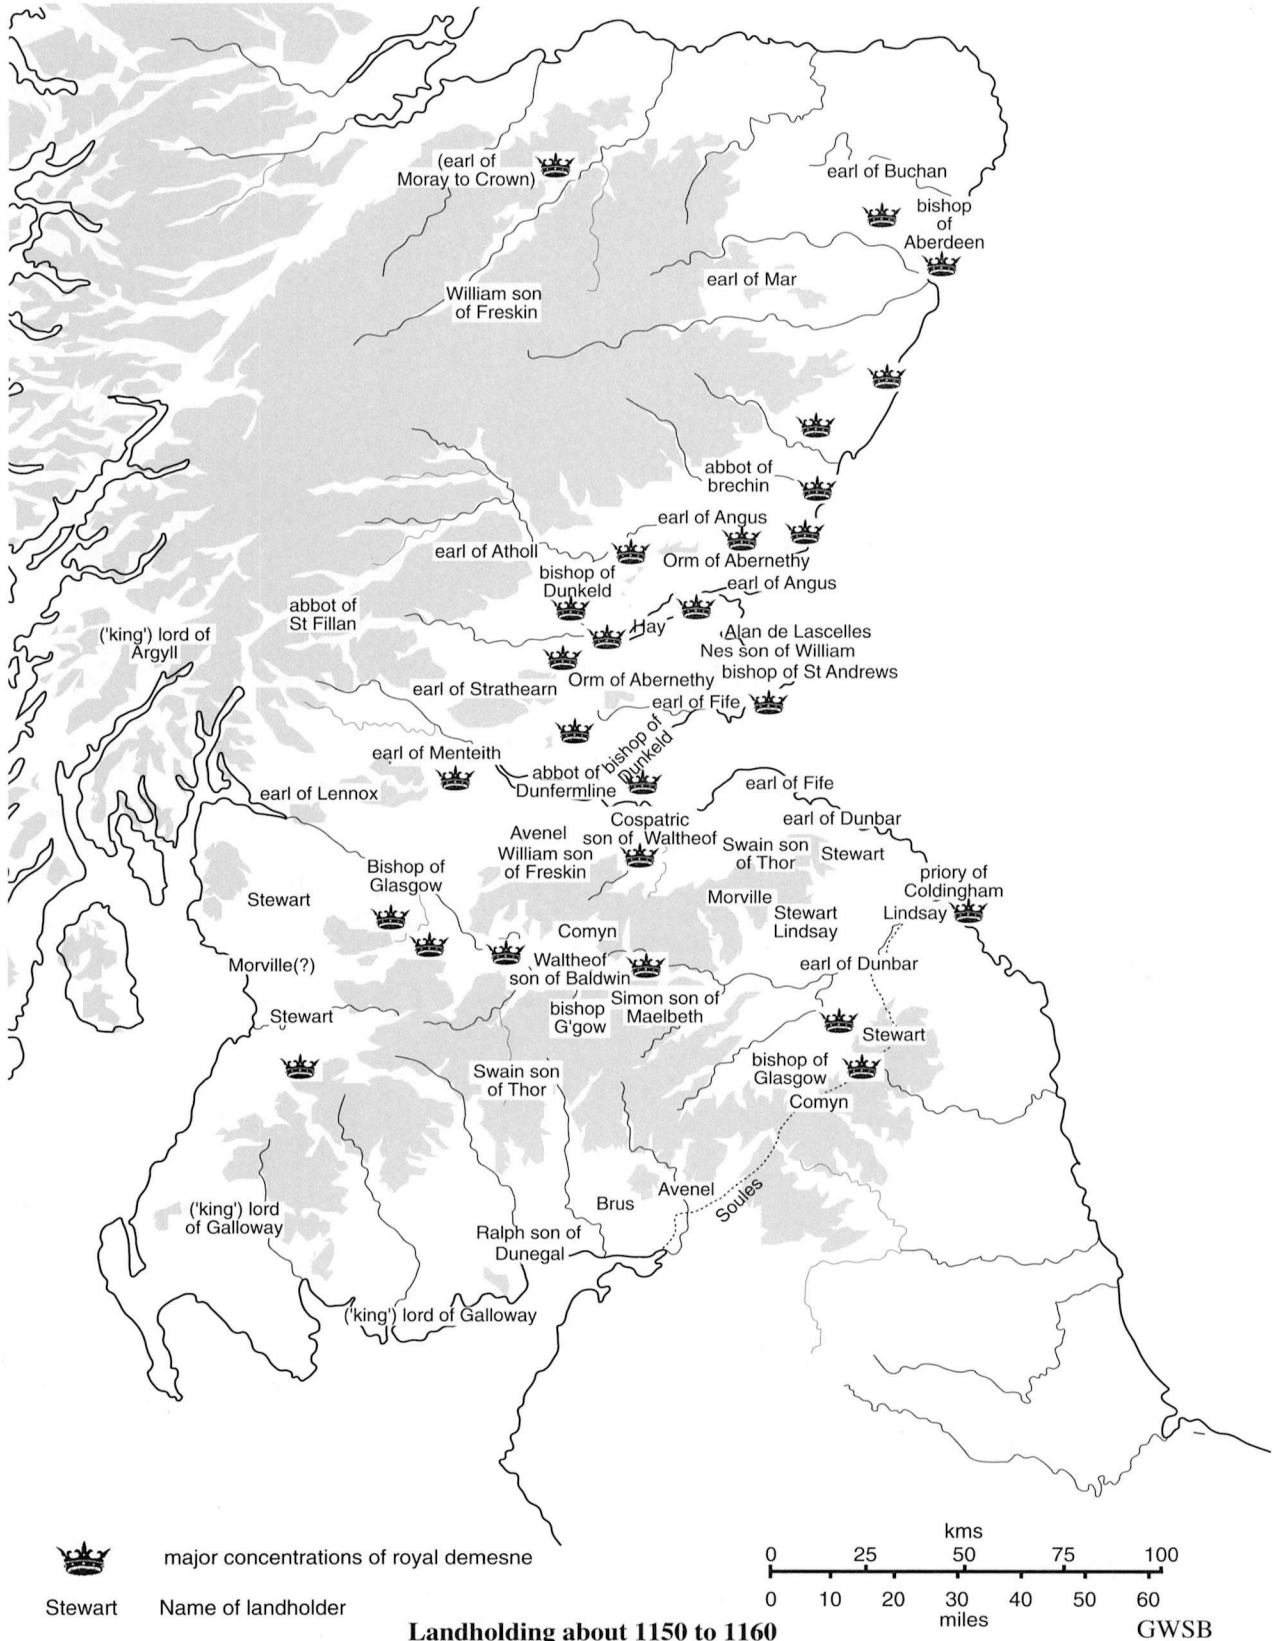 (earl of
Moray to Crown)
earl of Buchan
bishop
of
Aberdeen
earl of Mar
William son
of Freskin
abbot of
brechin
earl of Angus
earl of Atholl
Orm of Abernethy
bishop of
Dunkeld
earl of Angus
abbot of
St Fillan
Hay
('king') lord of
Argyll
Alan de Lascelles
Nes son of William
bishop of St Andrews
Orm of Abernethy
earl of Strathearn
earl of Fife
bishop of
Dunkeld
earl of Menteith
abbot of
Dunfermline
earl of Fife
earl of Lennox
earl of Dunbar
Cospatric
son of Waltheof
Avenel
William son
of Freskin
Swain son
of Thor
Stewart
Bishop of
Glasgow
priory of
Coldingham
Stewart
Morville
Stewart
Lindsay
Lindsay
Comyn
Waltheof
son of Baldwin
earl of Dunbar
Morville(?)
Simon son of
Maelbeth
bishop
G'gow
Stewart
Stewart
bishop of
Glasgow
Swain son
of Thor
Comyn
Avenel
Brus
Soules
('king') lord
of Galloway
Ralph son of
Dunegal
('king') lord of Galloway
major concentrations of royal demesne
Stewart Name of landholder
kms
0 25 50 75 100
0 10 20 30 40 50 60
miles
Landholding about 1150 to 1160
GWSB